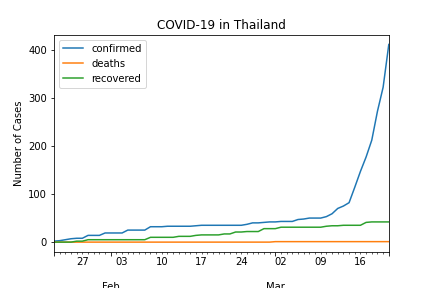 COVID-19 in Thailand
confirmed
deaths
recovered
Number of Cases
400
300
200
100
0
27 03 10 17 24 02 09 16
Feb Mar